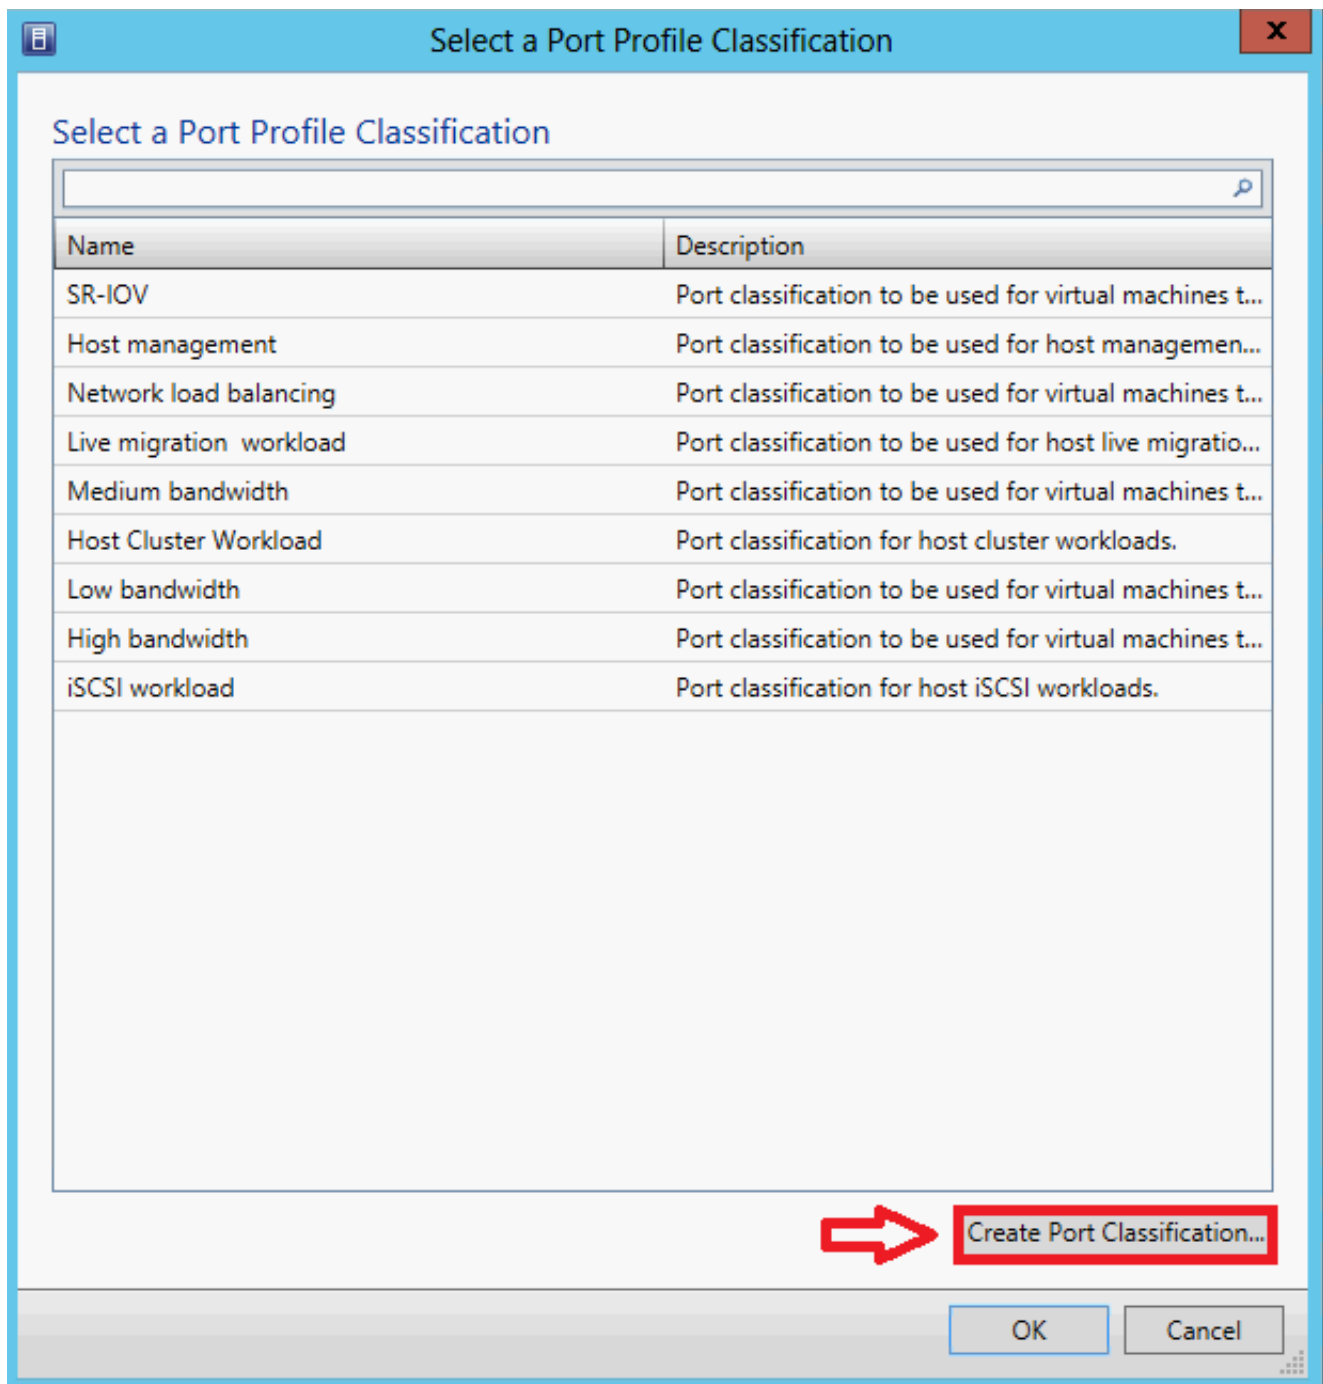 Select a Port Profile Classification
x
Select a Port Profile Classification
Name Description
SR-IOV Port classification to be used for virtual machines t...
Host management Port classification to be used for host managemen...
Network load balancing Port classification to be used for virtual machines t...
Live migration  workload Port classification to be used for host live migratio...
Medium bandwidth Port classification to be used for virtual machines t...
Host Cluster Workload Port classification for host cluster workloads.
Low bandwidth Port classification to be used for virtual machines t...
High bandwidth Port classification to be used for virtual machines t...
iSCSI workload Port classification for host iSCSI workloads.
Create Port Classification...
OK Cancel